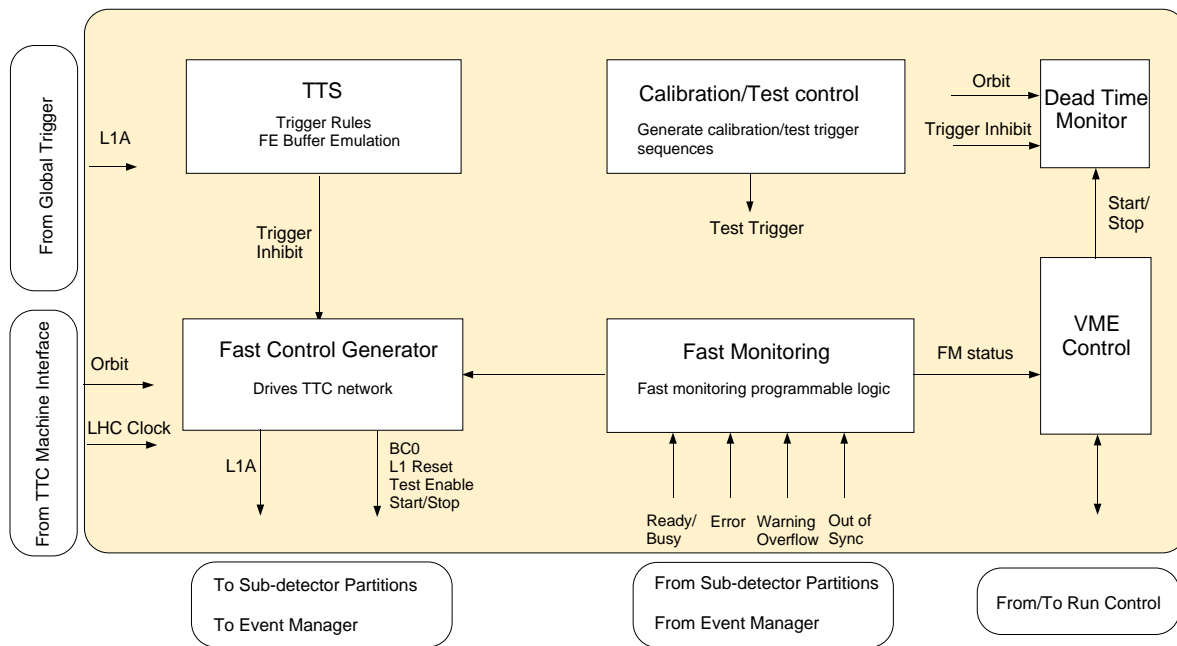 From Global Trigger
L1A
TTS
Trigger Rules
FE Buffer Emulation
Trigger
Inhibit
Calibration/Test control
Generate calibration/test trigger
sequences
Test Trigger
Orbit
Trigger Inhibit
Dead Time
Monitor
Start/
Stop
From TTC Machine Interface
Orbit
LHC Clock
Fast Control Generator
Drives TTC network
Fast Monitoring
Fast monitoring programmable logic
FM status
VME
Control
L1A
BC0
L1 Reset
Test Enable
Start/Stop
Ready/
Busy
Error
Warning
Overflow
Out of
Sync
To Sub-detector Partitions
To Event Manager
From Sub-detector Partitions
From Event Manager
From/To Run Control